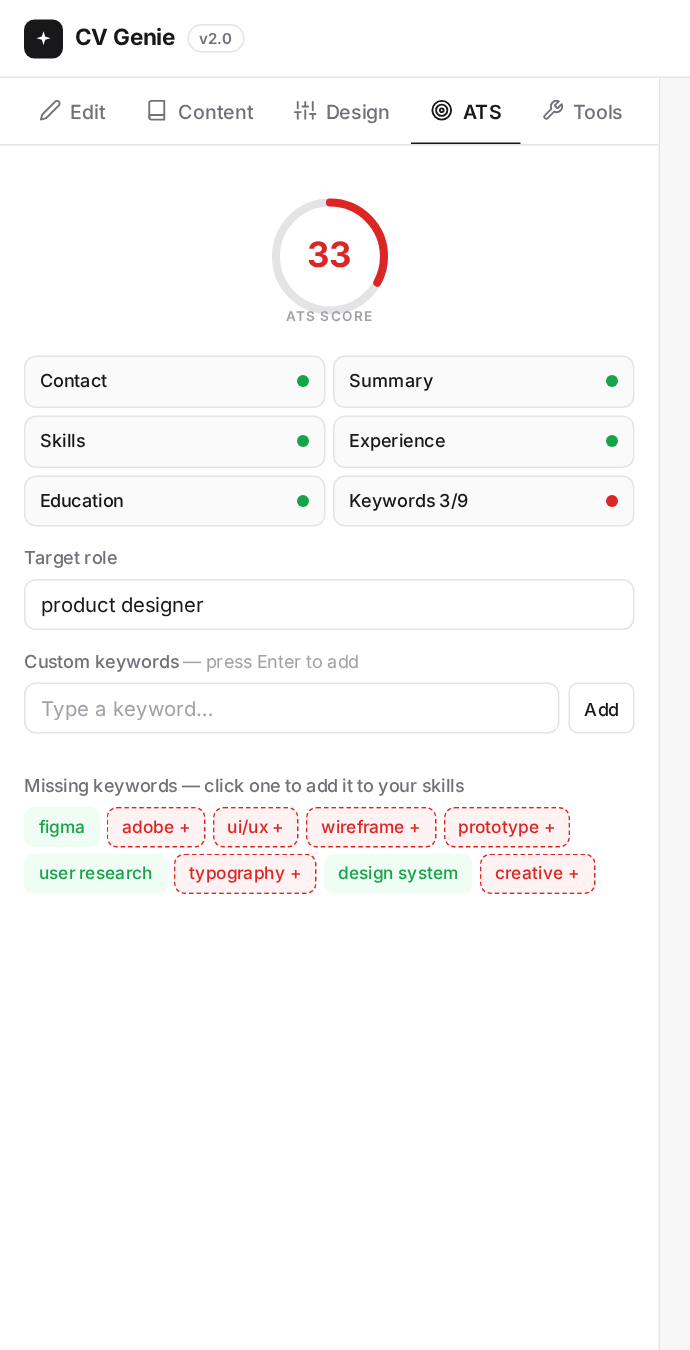 CV Genie v2.0
Edit Content Design ATS Tools
33
ATS SCORE
Contact Summary
Skills Experience
Education Keywords 3/9
Target role
product designer
Custom keywords — press Enter to add
Type a keyword... Add
Missing keywords — click one to add it to your skills
figma adobe + ui/ux + wireframe + prototype +
user research typography + design system creative +